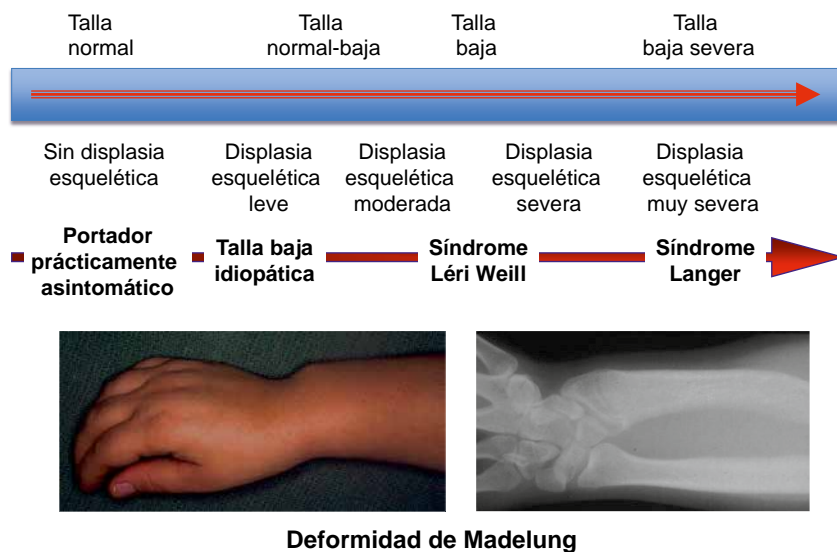 Talla
normal
Talla
normal-baja
Talla
baja
Talla
baja severa
Sin displasia
esquelética
Displasia
esquelética
leve
Displasia
esquelética
moderada
Displasia
esquelética
severa
Displasia
esquelética
muy severa
Portador
prácticamente
asintomático
Talla baja
idiopática
Síndrome
Léri Weill
Síndrome
Langer
Deformidad de Madelung